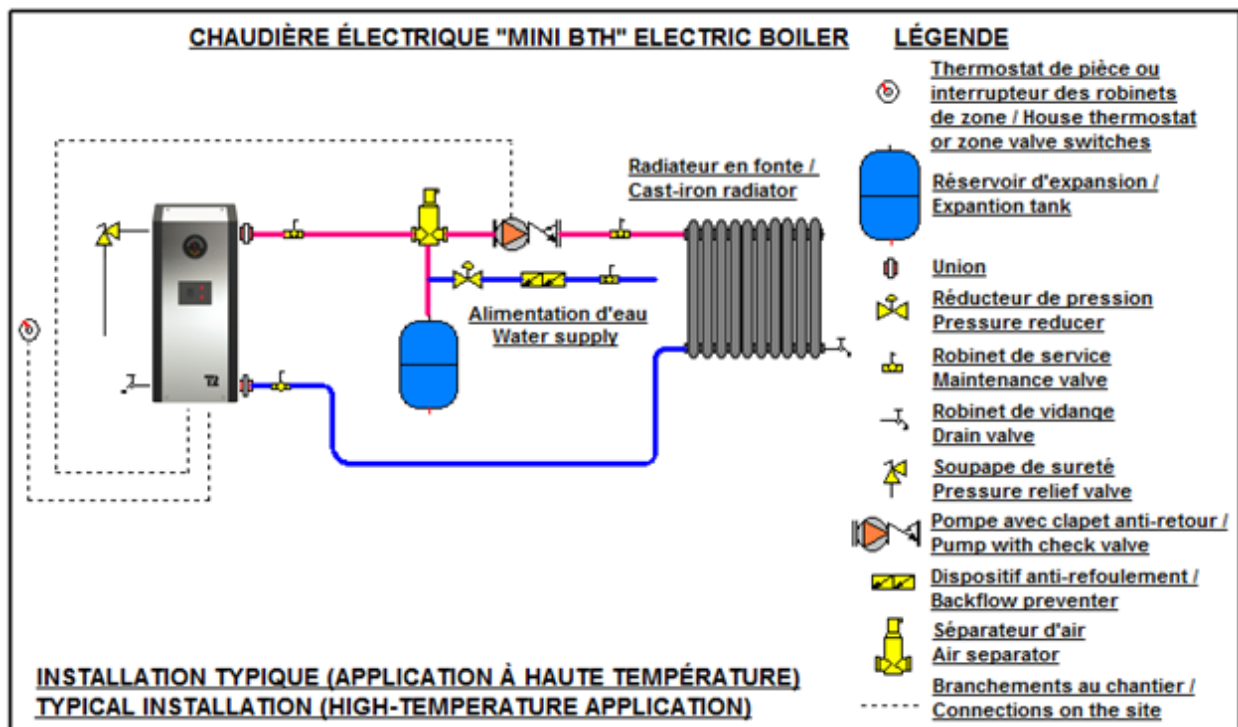 CHAUDIÈRE ÉLECTRIQUE "MINI BTH" ELECTRIC BOILER
LÉGENDE
Thermostat de pièce ou
interrupteur des robinets
de zone / House thermostat
or zone valve switches
Radiateur en fonte /
Cast-iron radiator
Réservoir d'expansion /
Expantion tank
Union
Alimentation d'eau
Water supply
Réducteur de pression
Pressure reducer
Robinet de service
Maintenance valve
Robinet de vidange
Drain valve
Soupape de sureté
Pressure relief valve
Pompe avec clapet anti-retour /
Pump with check valve
Dispositif anti-refoulement /
Backflow preventer
Séparateur d'air
Air separator
Branchements au chantier /
Connections on the site
INSTALLATION TYPIQUE (APPLICATION À HAUTE TEMPÉRATURE)
TYPICAL INSTALLATION (HIGH-TEMPERATURE APPLICATION)